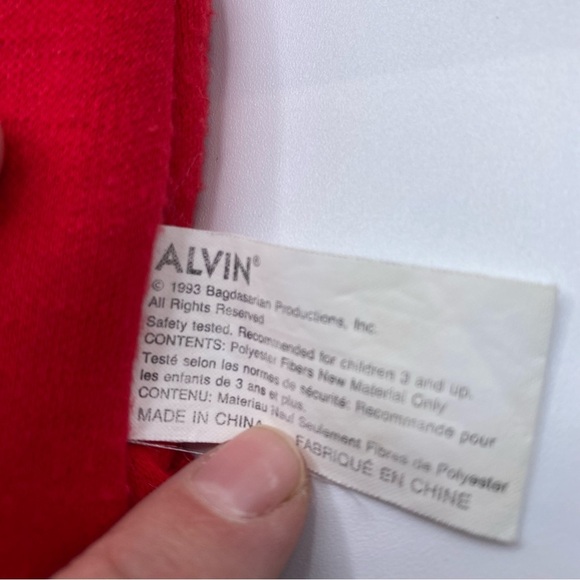 ALVIN®
© 1993 Bagdasarian Productions, Inc.
All Rights Reserved
Safety tested. Recommended for children 3 and up.
CONTENTS: Polyester Fibers New Material Only
Testé selon les normes de sécurité: Recommande pour
les enfants de 3 ans et plus.
CONTENU: Materiau Neuf Seulement Fibres de Polyester
MADE IN CHINA FABRIQUÉ EN CHINE